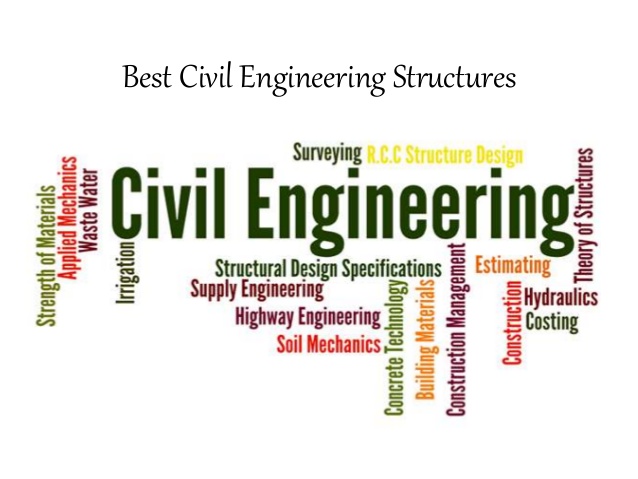 Best Civil Engineering Structures
Surveying
R.C.C Structure Design
Civil Engineering
Strength of Materials
Applied Mechanics
Waste Water
Irrigation
Theory of Structures
Structural Design Specifications
Estimating
Supply Engineering
Highway Engineering
Soil Mechanics
Concrete Technology
Building Materials
Construction Management
Construction
Hydraulics
Costing